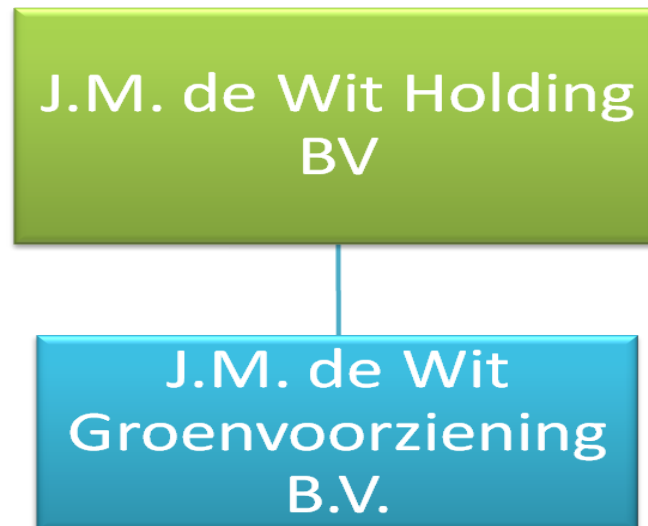 J.M. de Wit Holding
BV
J.M. de Wit
Groenvoorziening
B.V.